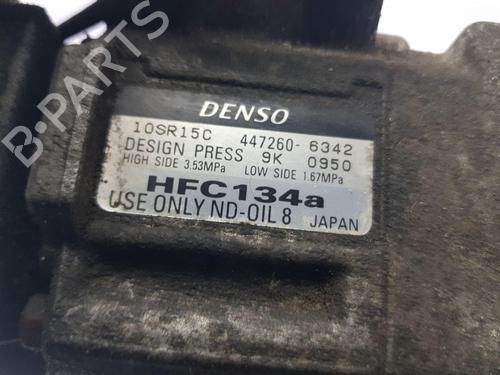 DENSO
10SR15C 447260-6342
DESIGN PRESS 9K 0950
HIGH SIDE 3.53MPa LOW SIDE 1.67MPa
HFC134a
USE ONLY ND-OIL 8 JAPAN
B-PARTS